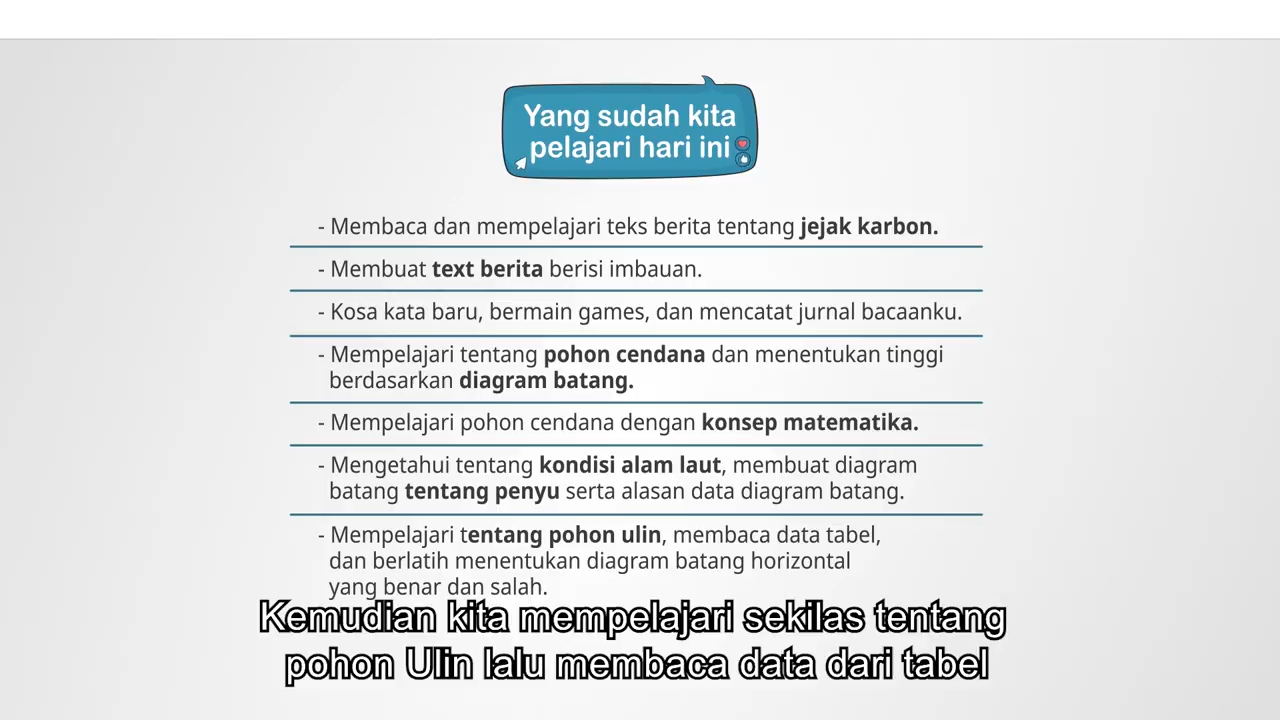 Yang sudah kita
pelajari hari ini
- Membaca dan mempelajari teks berita tentang jejak karbon.
- Membuat text berita berisi imbauan.
- Kosa kata baru, bermain games, dan mencatat jurnal bacaanku.
- Mempelajari tentang pohon cendana dan menentukan tinggi
berdasarkan diagram batang.
- Mempelajari pohon cendana dengan konsep matematika.
- Mengetahui tentang kondisi alam laut, membuat diagram
batang tentang penyu serta alasan data diagram batang.
- Mempelajari tentang pohon ulin, membaca data tabel,
dan berlatih menentukan diagram batang horizontal
yang benar dan salah.
Kemudian kita mempelajari sekilas tentang
pohon Ulin lalu membaca data dari tabel